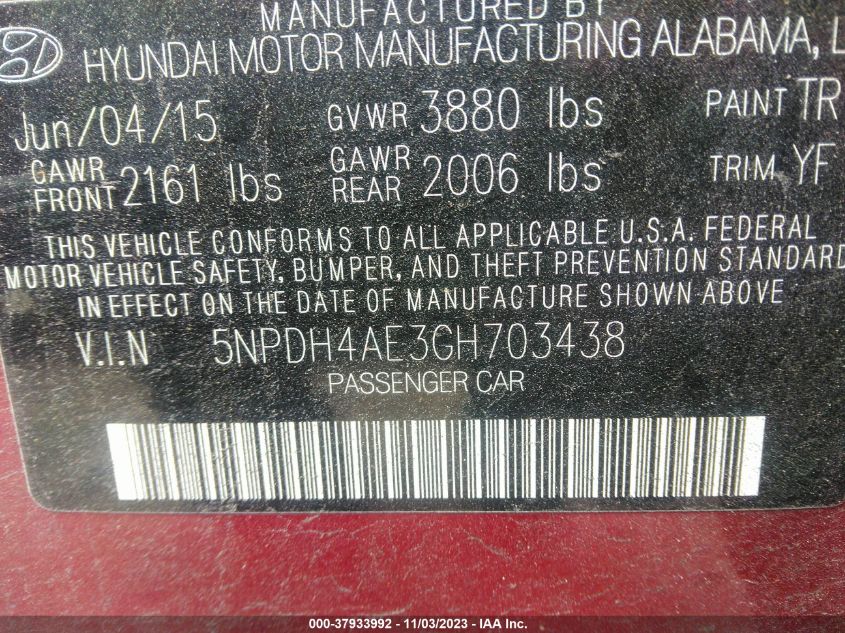 MANUFACTURED BY
HYUNDAI MOTOR MANUFACTURING ALABAMA, L
Jun/04/15 GVWR 3880 lbs PAINT TR
GAWR FRONT 2161 lbs GAWR REAR 2006 lbs TRIM YF
THIS VEHICLE CONFORMS TO ALL APPLICABLE U.S.A. FEDERAL
MOTOR VEHICLE SAFETY, BUMPER, AND THEFT PREVENTION STANDARD
IN EFFECT ON THE DATE OF MANUFACTURE SHOWN ABOVE
V.I.N 5NPDH4AE3GH703438
PASSENGER CAR
000-37933992 - 11/03/2023 - IAA Inc.